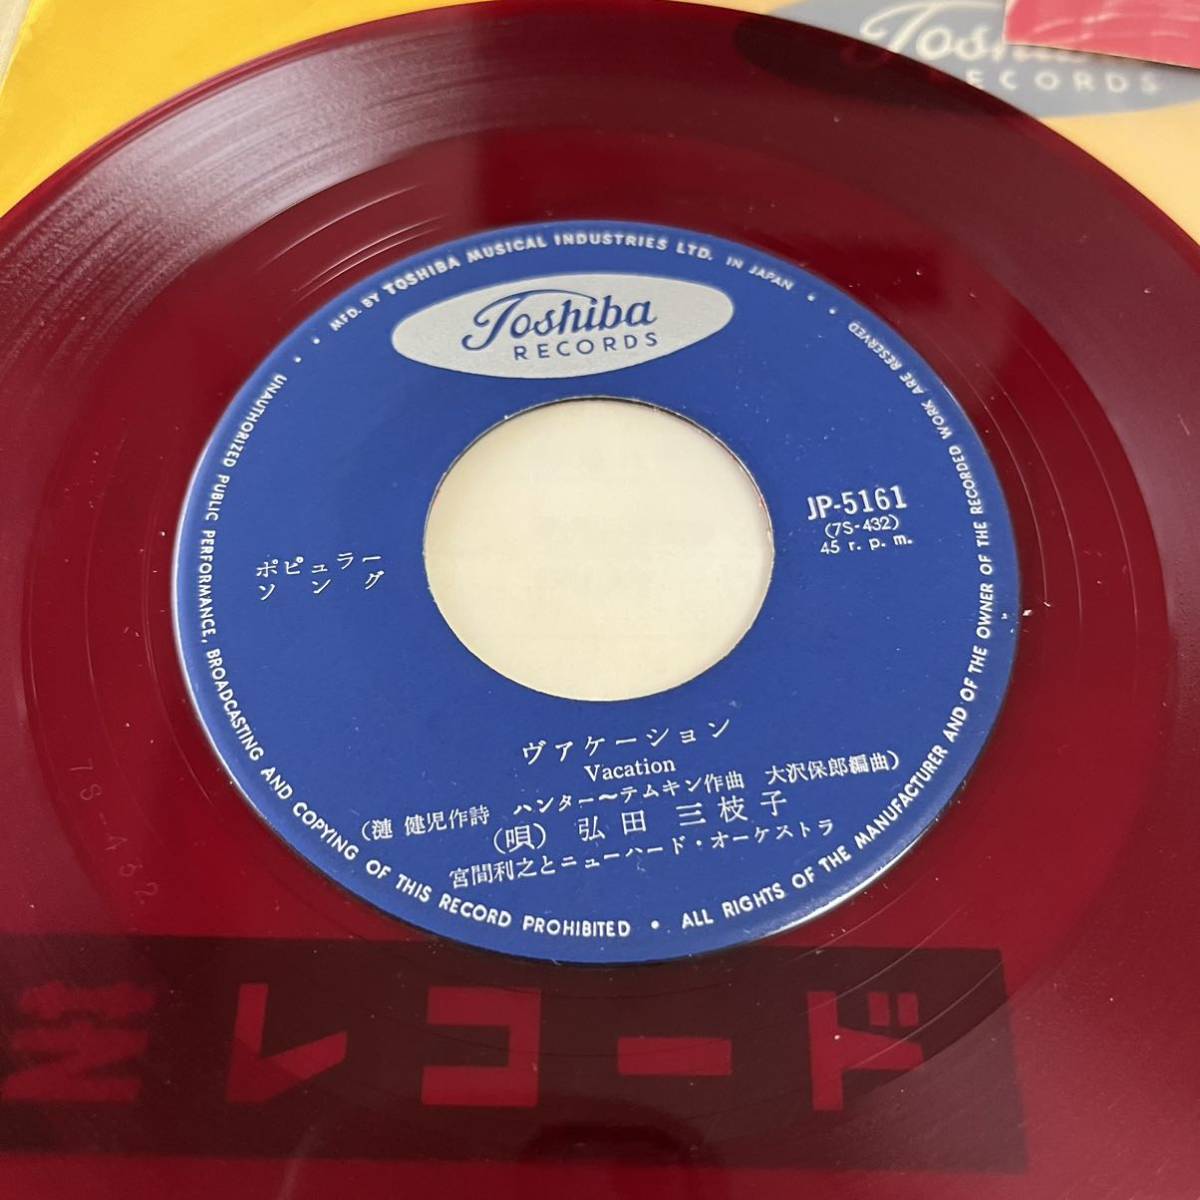 Toshiba
RECORDS
MFD. BY TOSHIBA MUSICAL INDUSTRIES LTD. IN JAPAN
Toshiba
RECORDS
JP-5161
(7S-432)
45 r. p. m.
ポピュラー
ソング
ヴァケーション
Vacation
(漣 健児作詩 ハンター〜テムキン作曲 大沢保郎編曲)
(唄) 弘田 三枝子
宮間利之とニューハード・オーケストラ
UNAUTHORIZED PUBLIC PERFORMANCE, BROADCASTING AND COPYING OF THIS RECORD PROHIBITED • ALL RIGHTS OF THE MANUFACTURER AND OF THE OWNER OF THE RECORDED WORK ARE RESERVED
7S-432
レコード